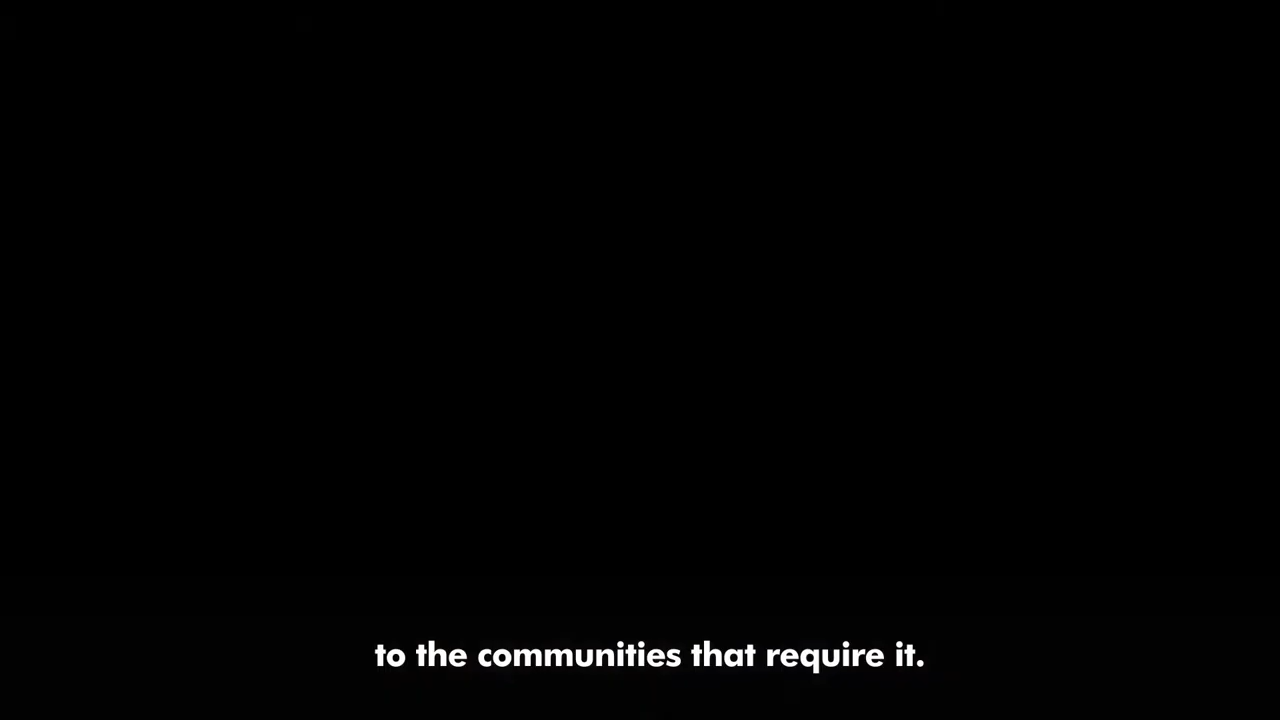 to the communities that require it.